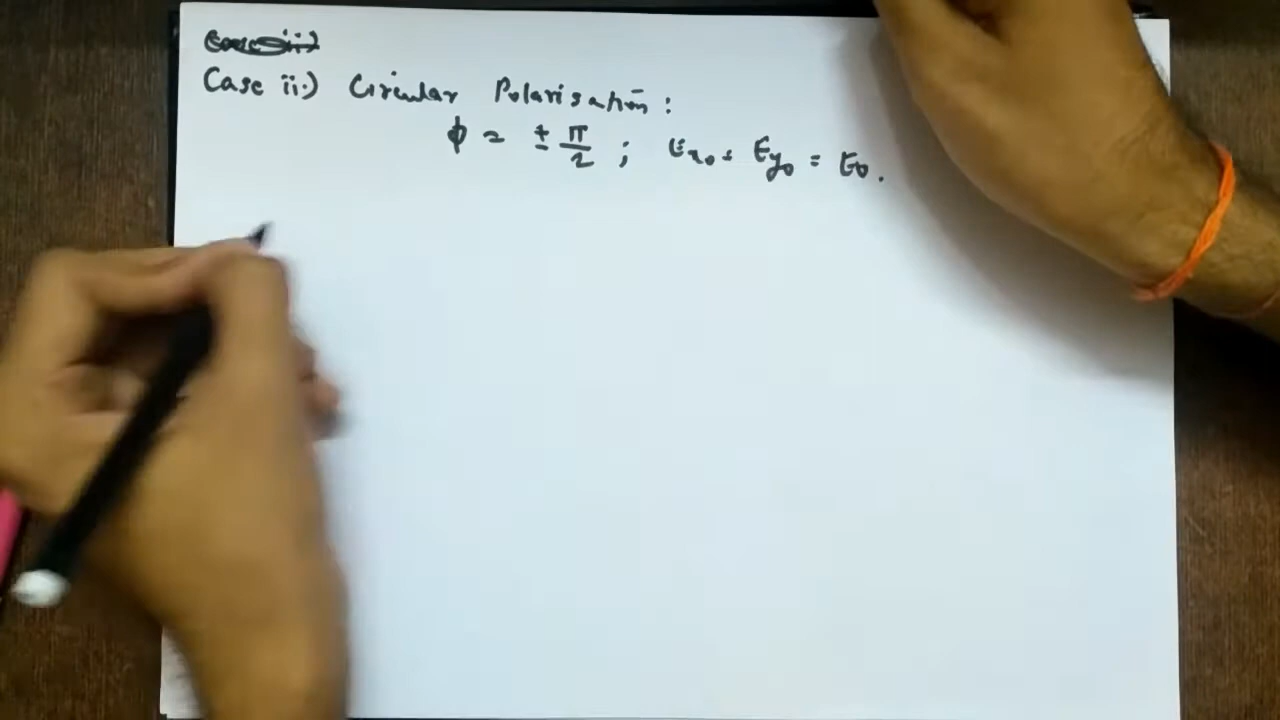 Case ii.) Circular Polarisation :
ϕ = ± π/2 ; Ex₀ = Ey₀ = E₀.